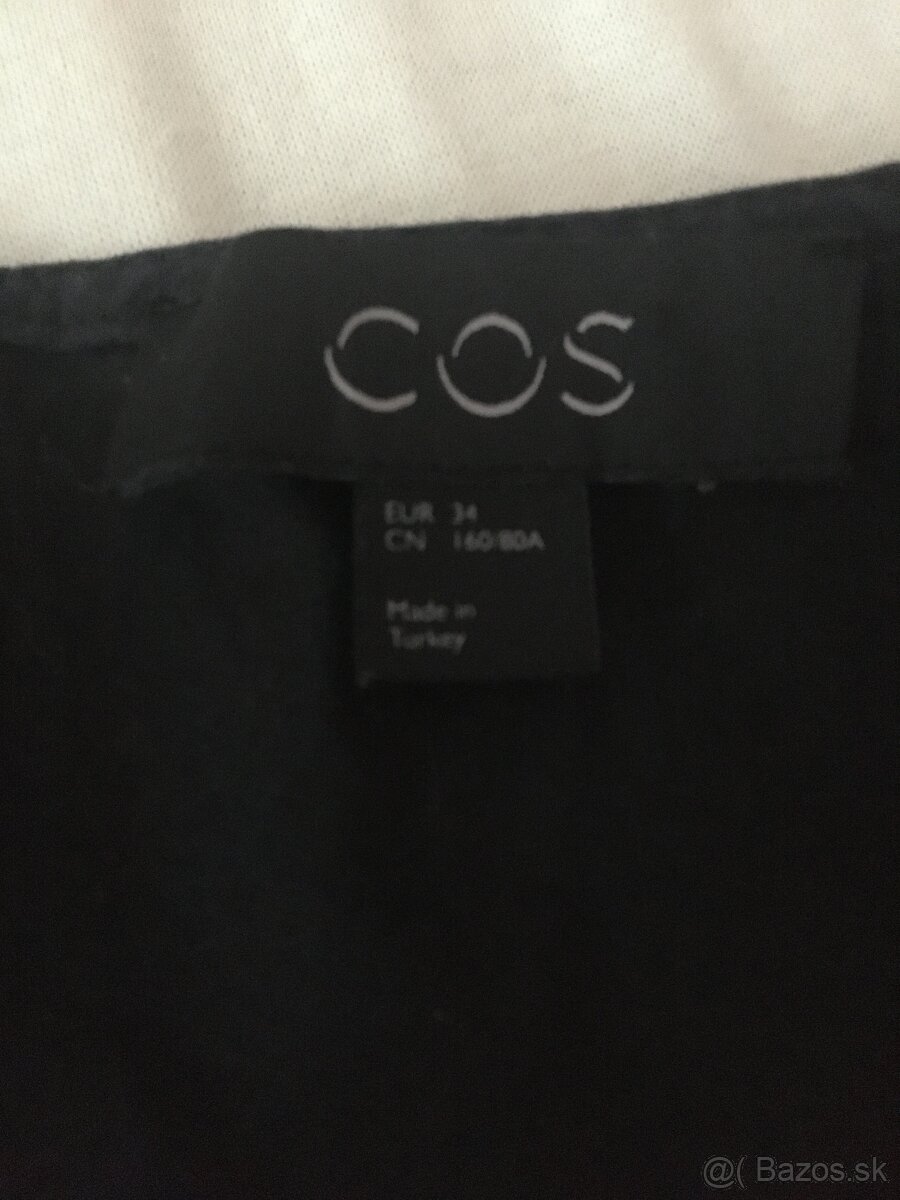 COS
EUR 34
CN 160/80A
Made in
Turkey
@( Bazos.sk